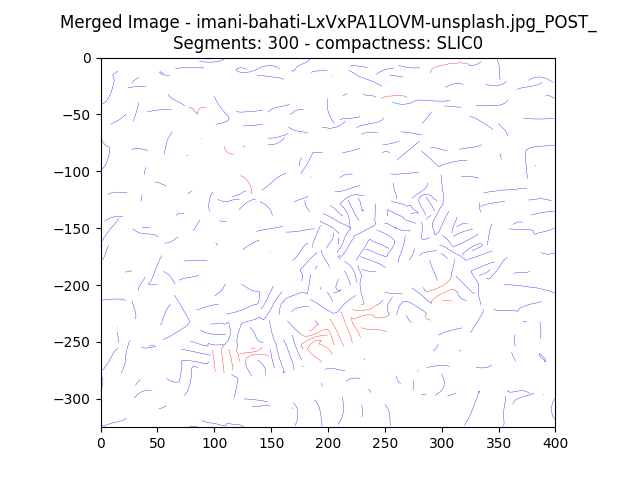 Merged Image - imani-bahati-LxVxPA1LOVM-unsplash.jpg_POST_
Segments: 300 - compactness: SLIC0
0
−50
−100
−150
−200
−250
−300
0 50 100 150 200 250 300 350 400